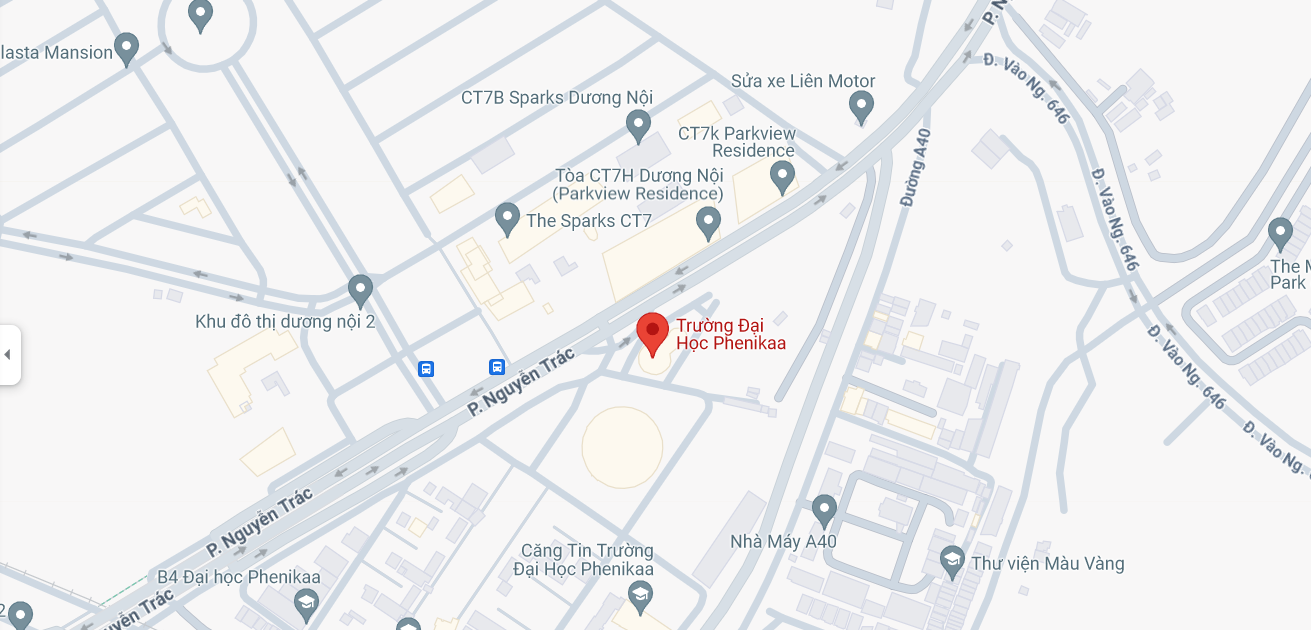 P. N
lasta Mansion
Đ. Vào Ng. 646
Sửa xe Liên Motor
CT7B Sparks Dương Nội
CT7k Parkview
Residence
Đường A40
Tòa CT7H Dương Nội
(Parkview Residence)
The Sparks CT7
Đ. Vào Ng. 646
The M
Park
Khu đô thị dương nội 2
Trường Đại
Học Phenikaa
P. Nguyễn Trác
Đ. Vào Ng. 646
Đ. Vào Ng. 6
P. Nguyễn Trác
Nhà Máy A40
Căng Tin Trường
Đại Học Phenikaa
Thư viện Màu Vàng
B4 Đại học Phenikaa
2
yễn Trác